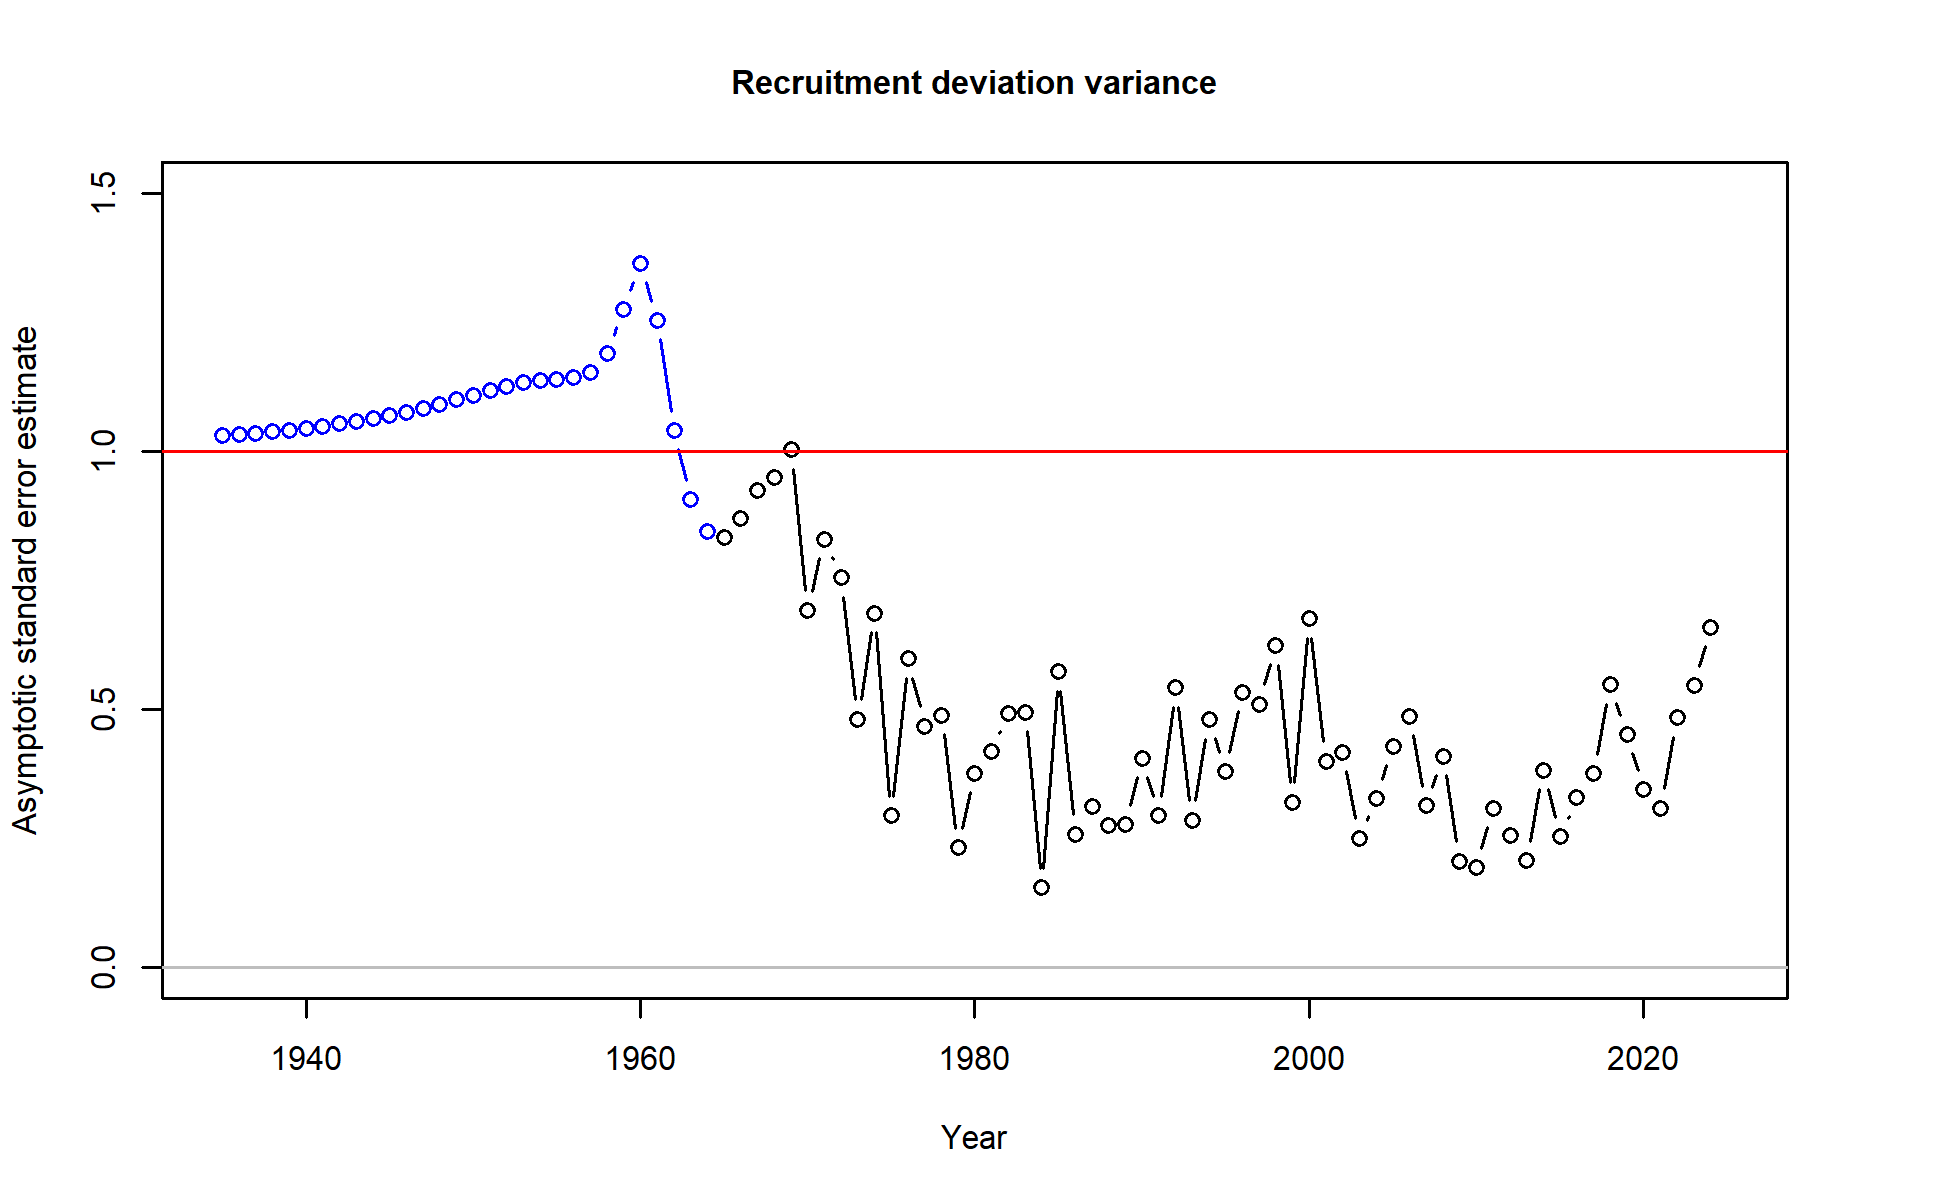 Recruitment deviation variance
Asymptotic standard error estimate
1.5
1.0
0.5
0.0
1940 1960 1980 2000 2020
Year